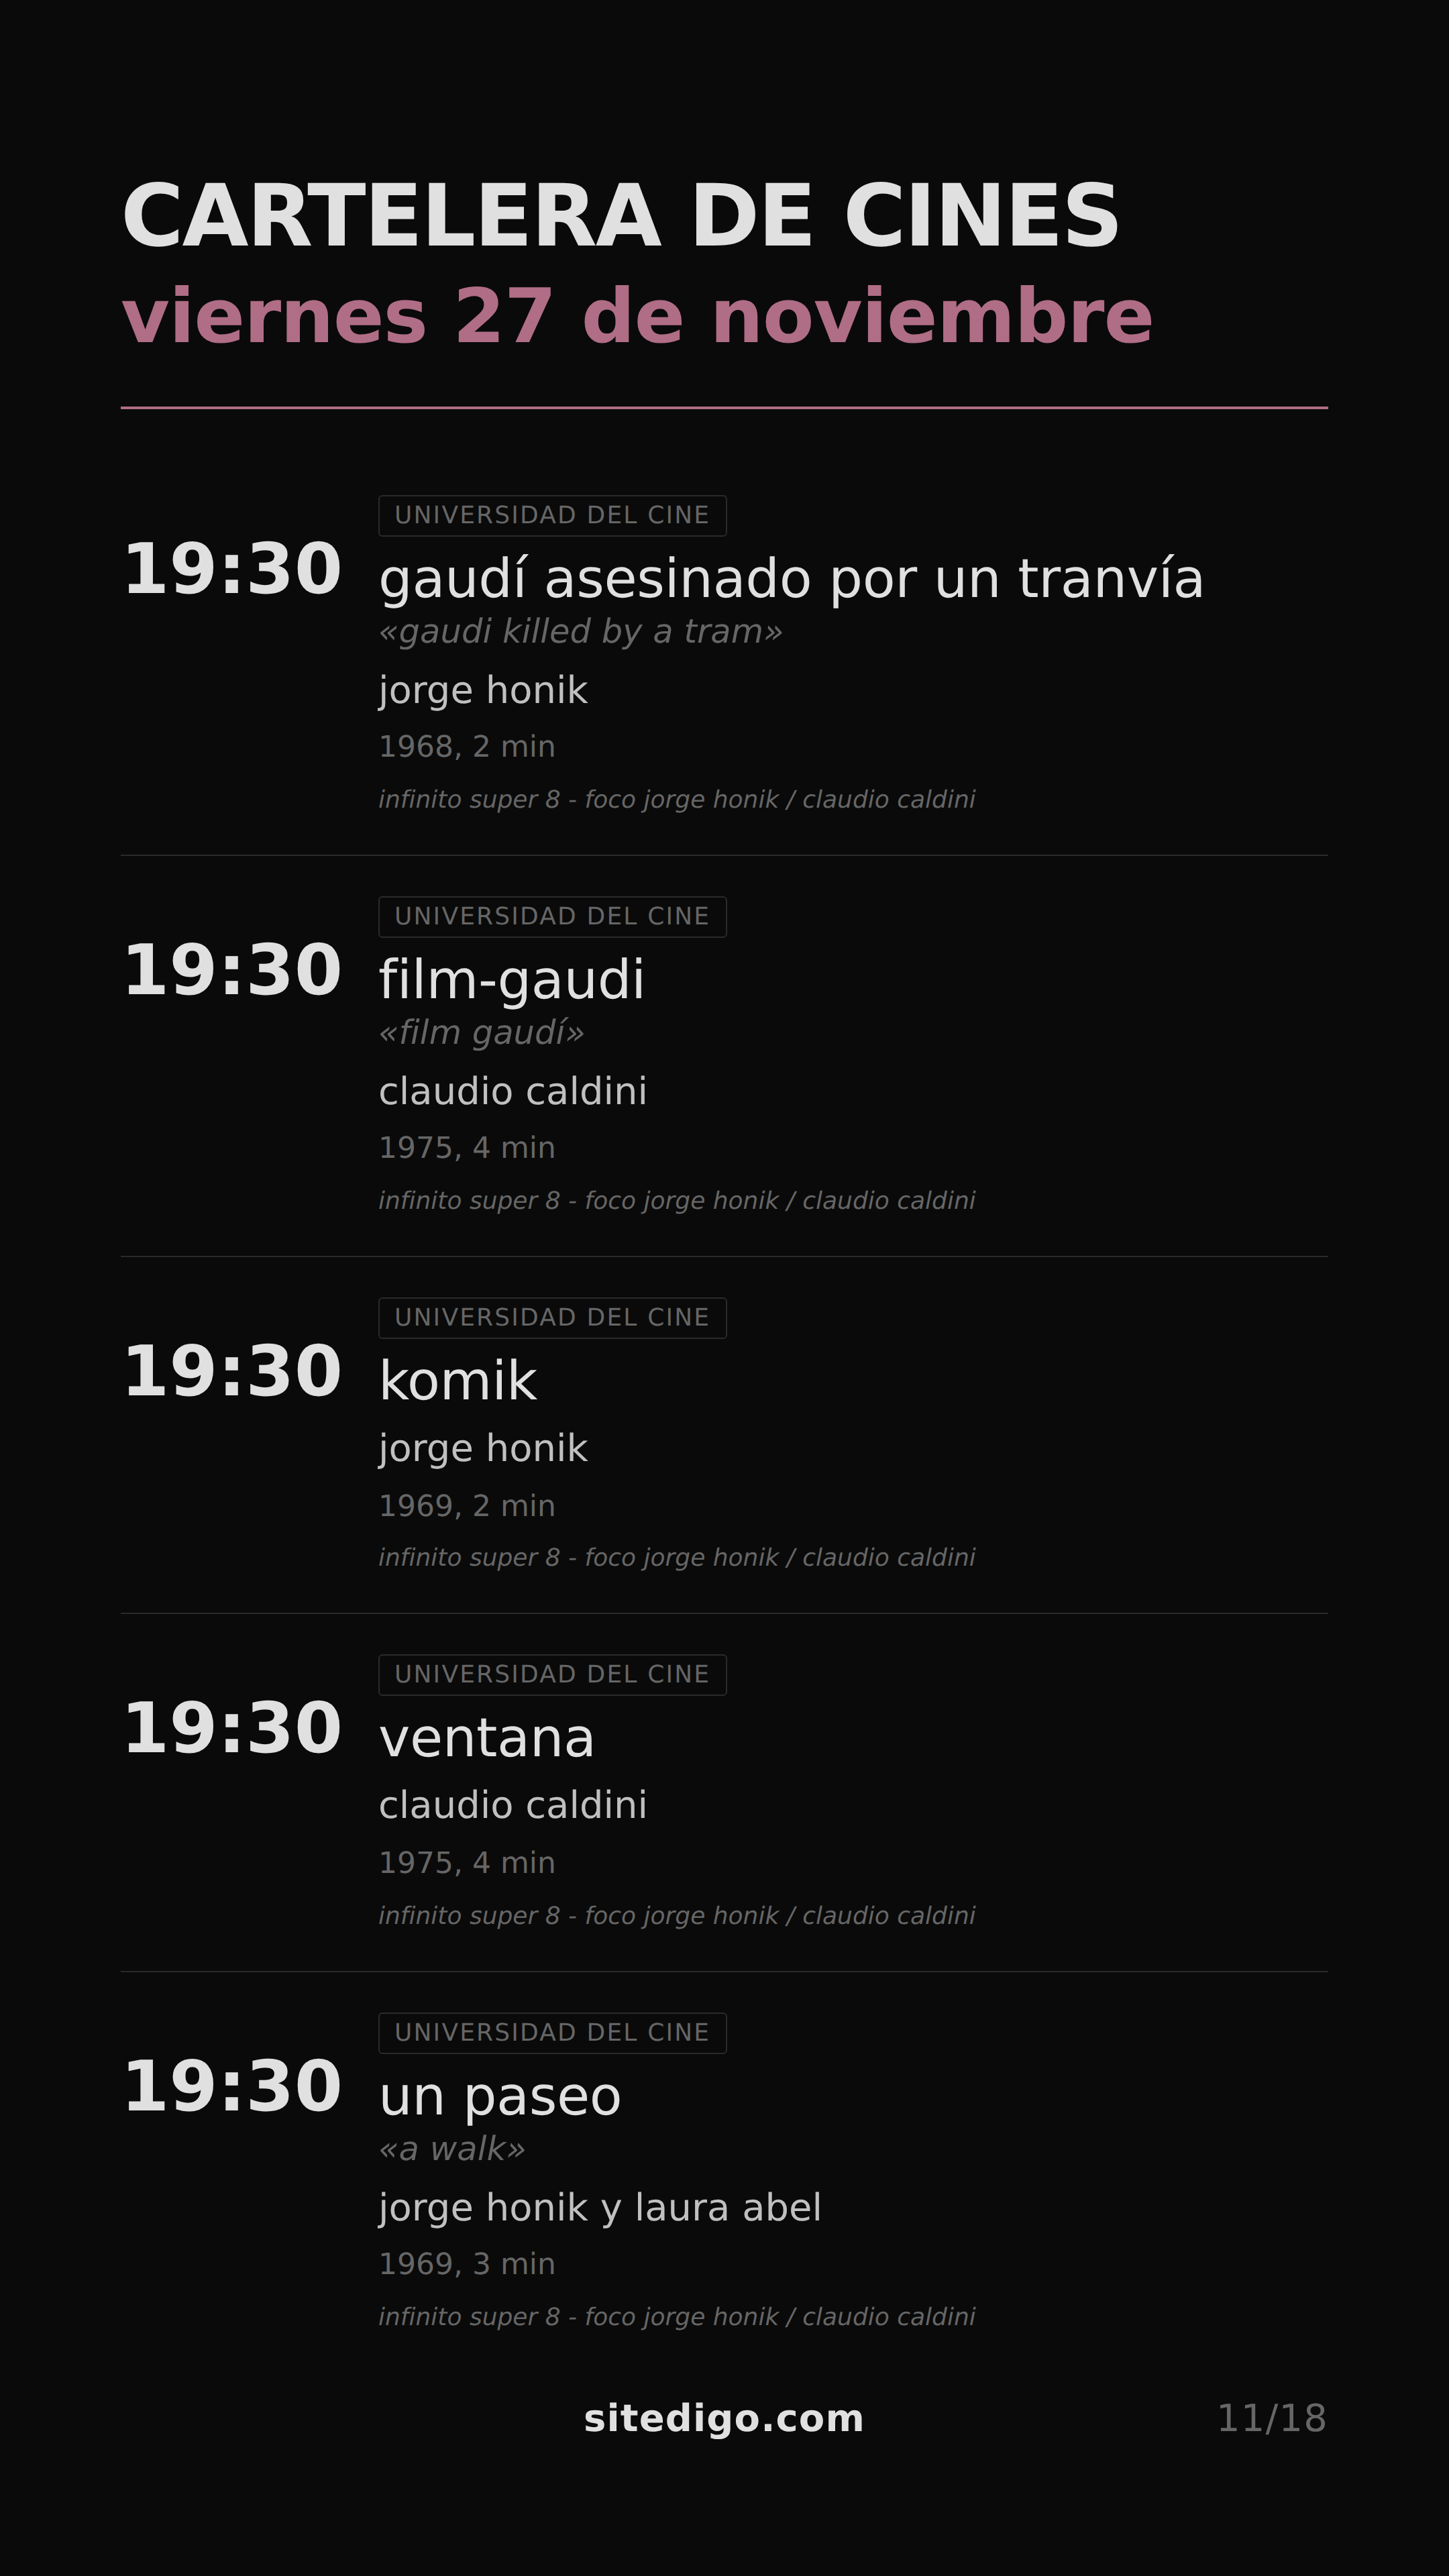 CARTELERA DE CINES
viernes 27 de noviembre
UNIVERSIDAD DEL CINE
19:30
gaudí asesinado por un tranvía
«gaudi killed by a tram»
jorge honik
1968, 2 min
infinito super 8 - foco jorge honik / claudio caldini
UNIVERSIDAD DEL CINE
19:30
film-gaudi
«film gaudí»
claudio caldini
1975, 4 min
infinito super 8 - foco jorge honik / claudio caldini
UNIVERSIDAD DEL CINE
19:30
komik
jorge honik
1969, 2 min
infinito super 8 - foco jorge honik / claudio caldini
UNIVERSIDAD DEL CINE
19:30
ventana
claudio caldini
1975, 4 min
infinito super 8 - foco jorge honik / claudio caldini
UNIVERSIDAD DEL CINE
19:30
un paseo
«a walk»
jorge honik y laura abel
1969, 3 min
infinito super 8 - foco jorge honik / claudio caldini
sitedigo.com
11/18